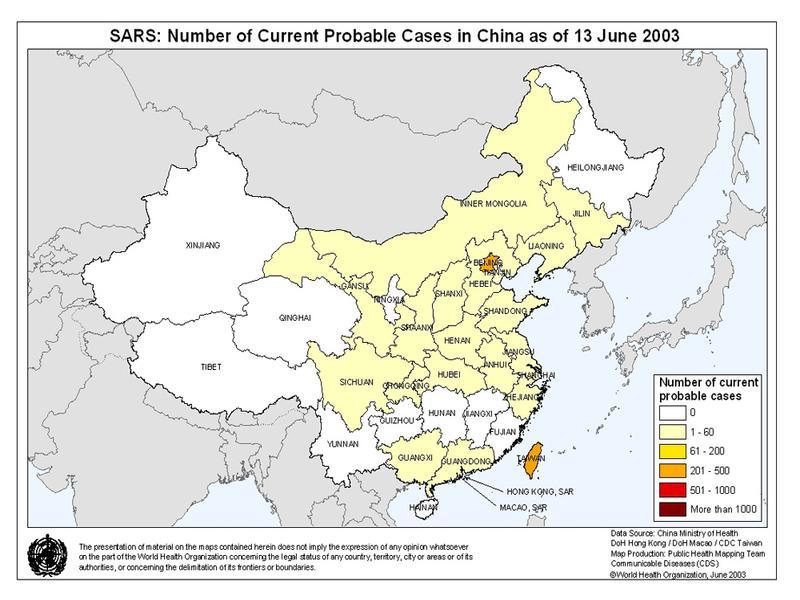 SARS: Number of Current Probable Cases in China as of 13 June 2003
HEILONGJIANG
INNER MONGOLIA
JILIN
XINJIANG
LIAONING
BEIJING
TIANJIN
GANSU
HEBEI
NINGXIA
SHANXI
SHANDONG
QINGHAI
SHAANXI
HENAN
JIANGSU
TIBET
ANHUI
SHANGHAI
SICHUAN
HUBEI
CHONGQING
ZHEJIANG
HUNAN
JIANGXI
GUIZHOU
FUJIAN
YUNNAN
GUANGXI
GUANGDONG
TAIWAN
HONG KONG, SAR
MACAO, SAR
HAINAN
Number of current
probable cases
0
1 - 60
61 - 200
201 - 500
501 - 1000
More than 1000
The presentation of material on the maps contained herein does not imply the expression of any opinion whatsoever
on the part of the World Health Organization concerning the legal status of any country, territory, city or areas or of its
authorities, or concerning the delimitation of its frontiers or boundaries.
Data Source: China Ministry of Health
DoH Hong Kong / DoH Macao / CDC Taiwan
Map Production: Public Health Mapping Team
Communicable Diseases (CDS)
©World Health Organization, June 2003